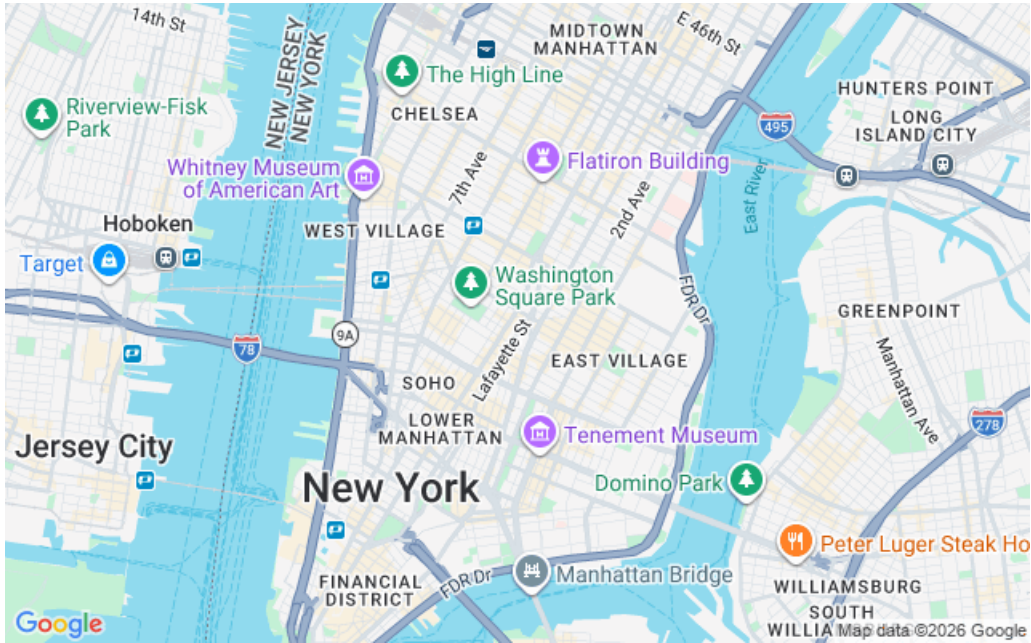 14th St
MIDTOWN
MANHATTAN
E 46th St
NEW JERSEY
NEW YORK
The High Line
HUNTERS POINT
Riverview-Fisk
Park
CHELSEA
LONG
ISLAND CITY
495
Whitney Museum
of American Art
7th Ave
Flatiron Building
2nd Ave
East River
Hoboken
WEST VILLAGE
Target
Washington
Square Park
FDR Dr
GREENPOINT
9A
78
Lafayette St
EAST VILLAGE
Manhattan Ave
SOHO
LOWER
MANHATTAN
278
Jersey City
Tenement Museum
New York
Domino Park
Peter Luger Steak Ho
FINANCIAL
DISTRICT
FDR Dr
Manhattan Bridge
WILLIAMSBURG
SOUTH
WILLIA
Google
Map data ©2026 Google